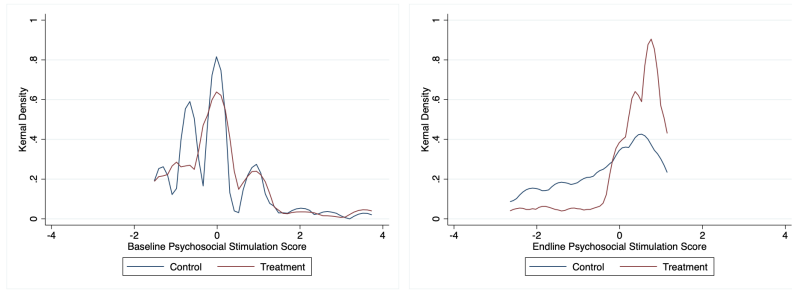 Kernal Density
1
.8
.6
.4
.2
0
-4 -2 0 2 4
Baseline Psychosocial Stimulation Score
Control Treatment
Kernal Density
1
.8
.6
.4
.2
0
-4 -2 0 2 4
Endline Psychosocial Stimulation Score
Control Treatment